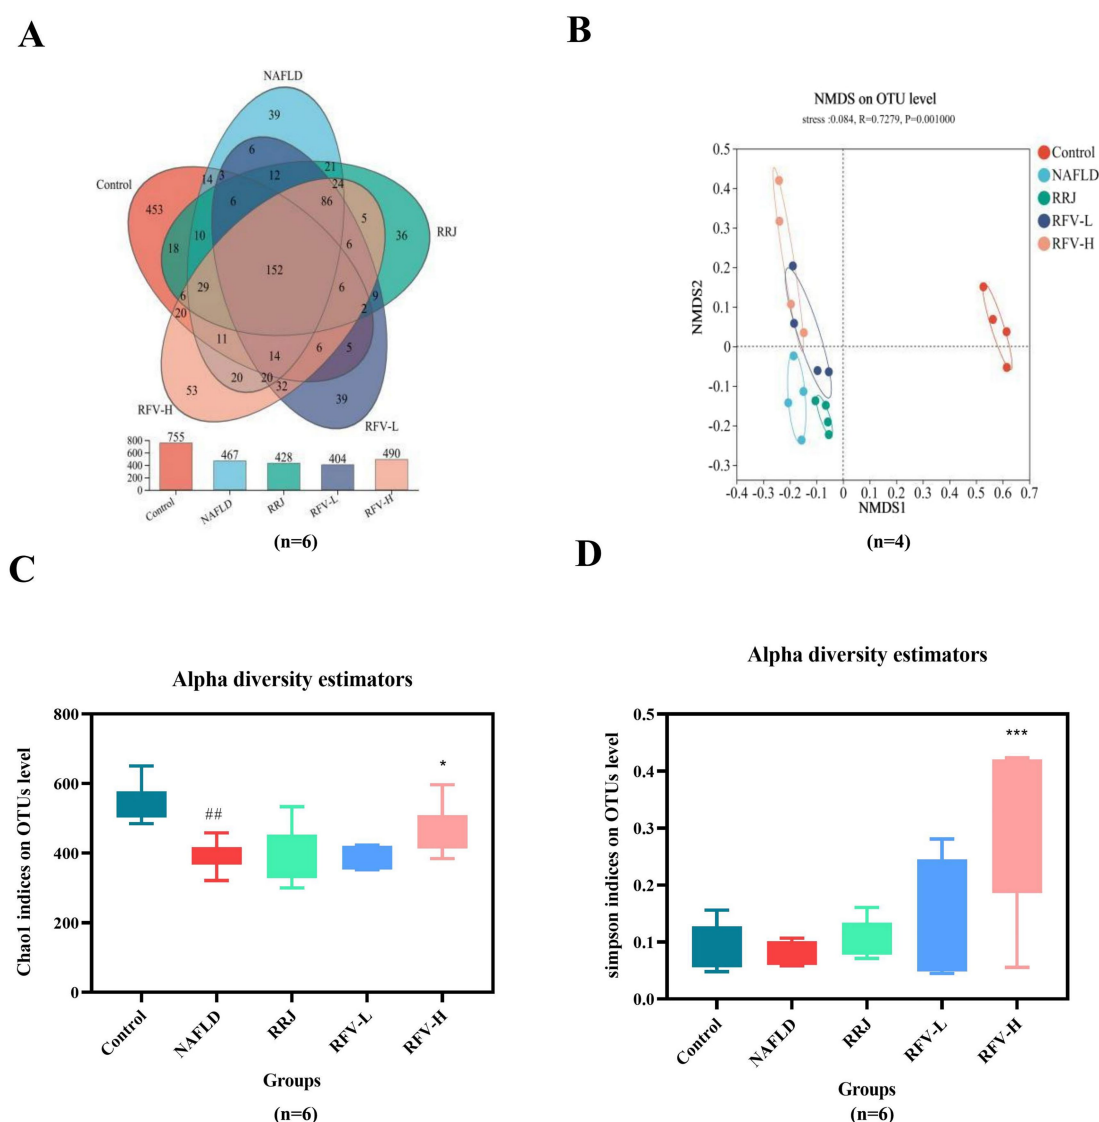 A
NAFLD
39
6
21
Control
14
3
12
24
453
6
86
5
RRJ
18
10
6
36
152
29
6
9
6
2
20
11
6
5
14
53
20
20
32
39
RFV-H
RFV-L
755
467
428
404
490
800
600
400
200
0
Control
NAFLD
RRJ
RFV-L
RFV-H
(n=6)
B
NMDS on OTU level
stress :0.084, R=0.7279, P=0.001000
Control
NAFLD
RRJ
RFV-L
RFV-H
NMDS2
0.5
0.4
0.3
0.2
0.1
0
-0.1
-0.2
-0.3
-0.4 -0.3 -0.2 -0.1 0 0.1 0.2 0.3 0.4 0.5 0.6 0.7
NMDS1
(n=4)
C
Alpha diversity estimators
Chao1 indices on OTUs level
800
600
400
200
0
##
*
Control
NAFLD
RRJ
RFV-L
RFV-H
Groups
(n=6)
D
Alpha diversity estimators
simpson indices on OTUs level
0.5
0.4
0.3
0.2
0.1
0.0
***
Control
NAFLD
RRJ
RFV-L
RFV-H
Groups
(n=6)